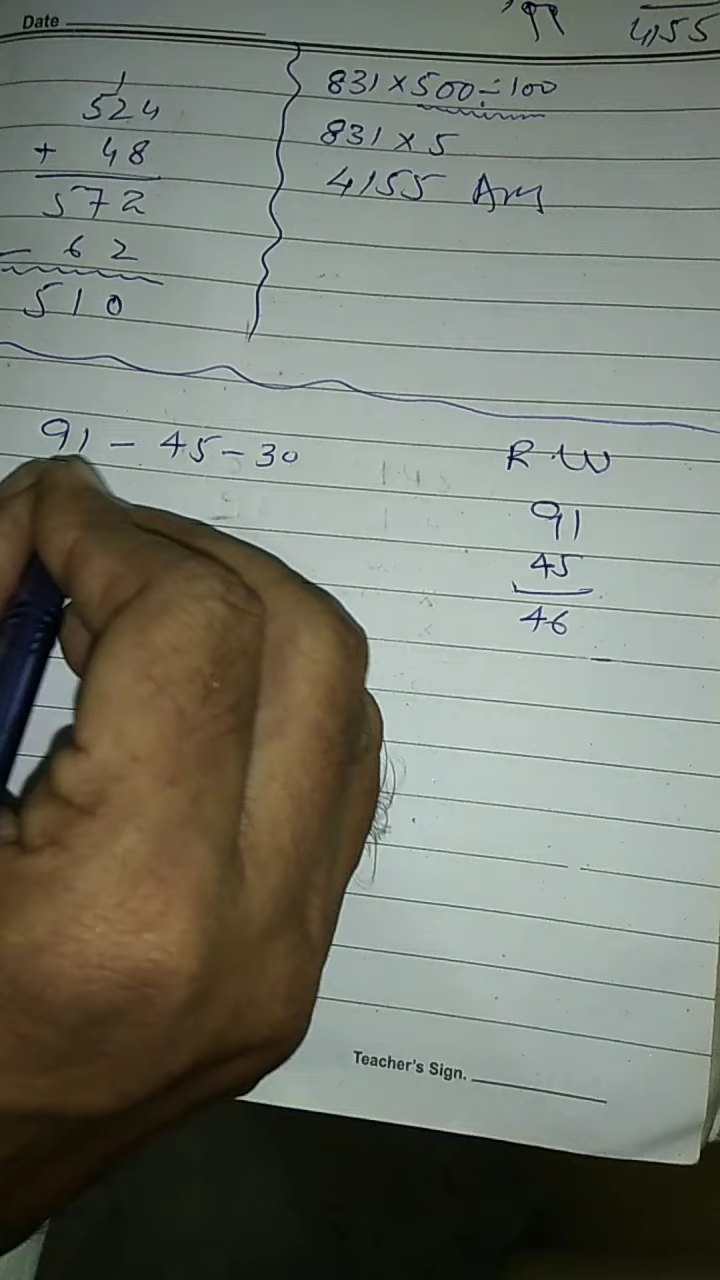 Date
4155
1
524
+ 48
572
- 62
510
831 × 500 ÷ 100
831 × 5
4155 Ans
91 - 45 - 30
R.W
91
45
46
Teacher's Sign.